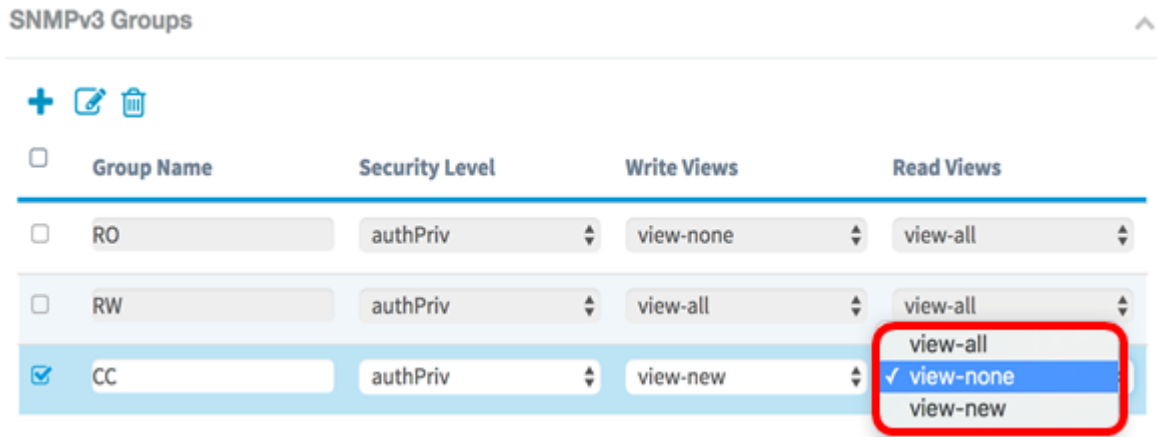 SNMPv3 Groups
Group Name Security Level Write Views Read Views
RO authPriv view-none view-all
RW authPriv view-all view-all
view-all
CC authPriv view-new ✓ view-none
view-new